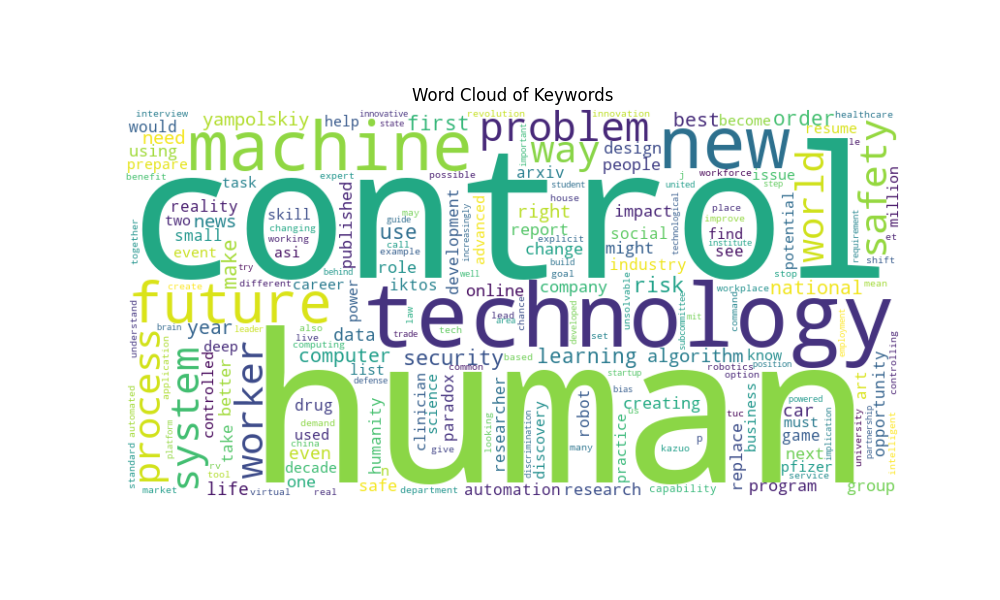 Word Cloud of Keywords
interview would need using prepare benefit yampolskiy help innovative state first revolution innovation important problem way design people best become order healthcare resume
machine new arxiv possible expert task workforce issue
control
together reality two news small event skill changing working asi published use guide may call example role behind career different try make
development increasingly advanced right report explicit change build goal well house student social might industry impact
j united technological step place improve find institute see potential world safety requirement shift et million stop mean
future create understand power iktos law online lead area chance company developed unsolvable risk subcommittee mit workplace command national
technology
year brain leader deep data also live computing computer list defense security common based tech trade set learning algorithm robotics know option position employment controlling
process system worker controlled application platform automated standard take better tool rv
human
drug used demand china even decade one humanity clinician science give paradox looking researcher discrimination discovery many robot bias startup us practice creating p kazuo replace tuc business
car powered must game next pfizer service implication university partnership art opportunity intelligent
market life virtual real safe department automation research capability program group